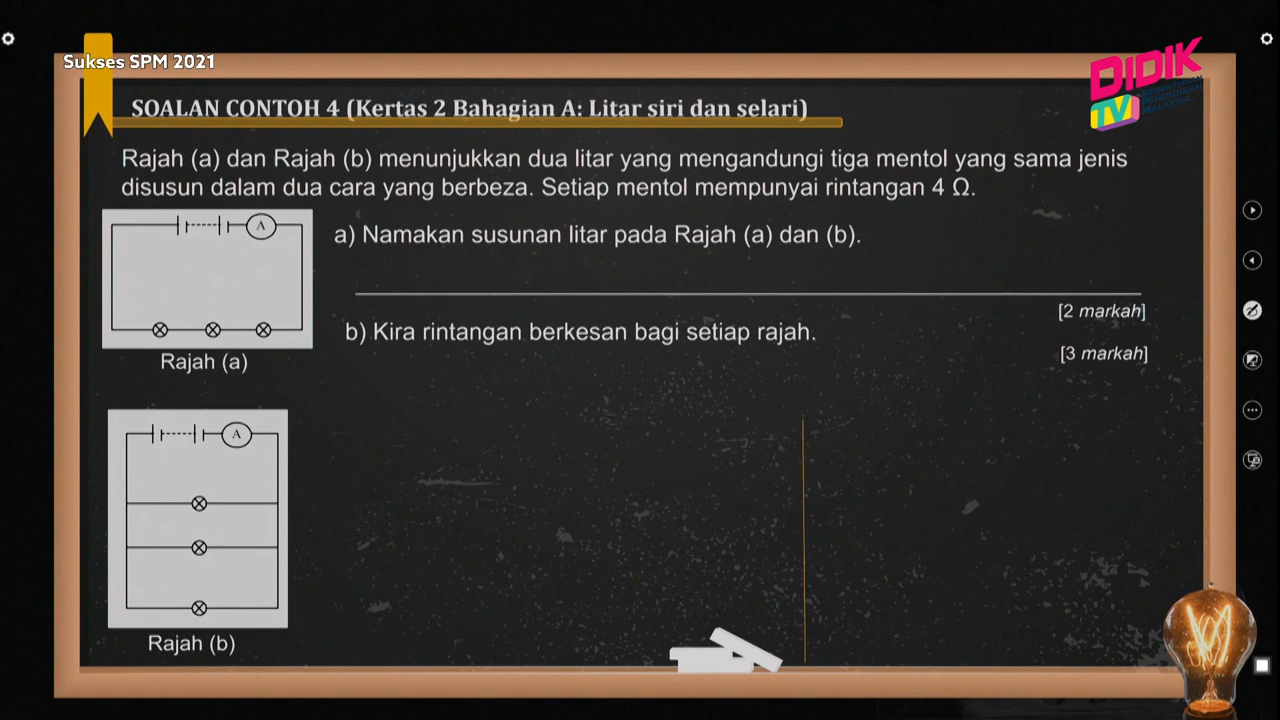 Sukses SPM 2021
DIDIK
TV
KEMENTERIAN
PENDIDIKAN
MALAYSIA
SOALAN CONTOH 4 (Kertas 2 Bahagian A: Litar siri dan selari)
Rajah (a) dan Rajah (b) menunjukkan dua litar yang mengandungi tiga mentol yang sama jenis
disusun dalam dua cara yang berbeza. Setiap mentol mempunyai rintangan 4 Ω.
A
Rajah (a)
a) Namakan susunan litar pada Rajah (a) dan (b).
[2 markah]
b) Kira rintangan berkesan bagi setiap rajah.
[3 markah]
A
Rajah (b)